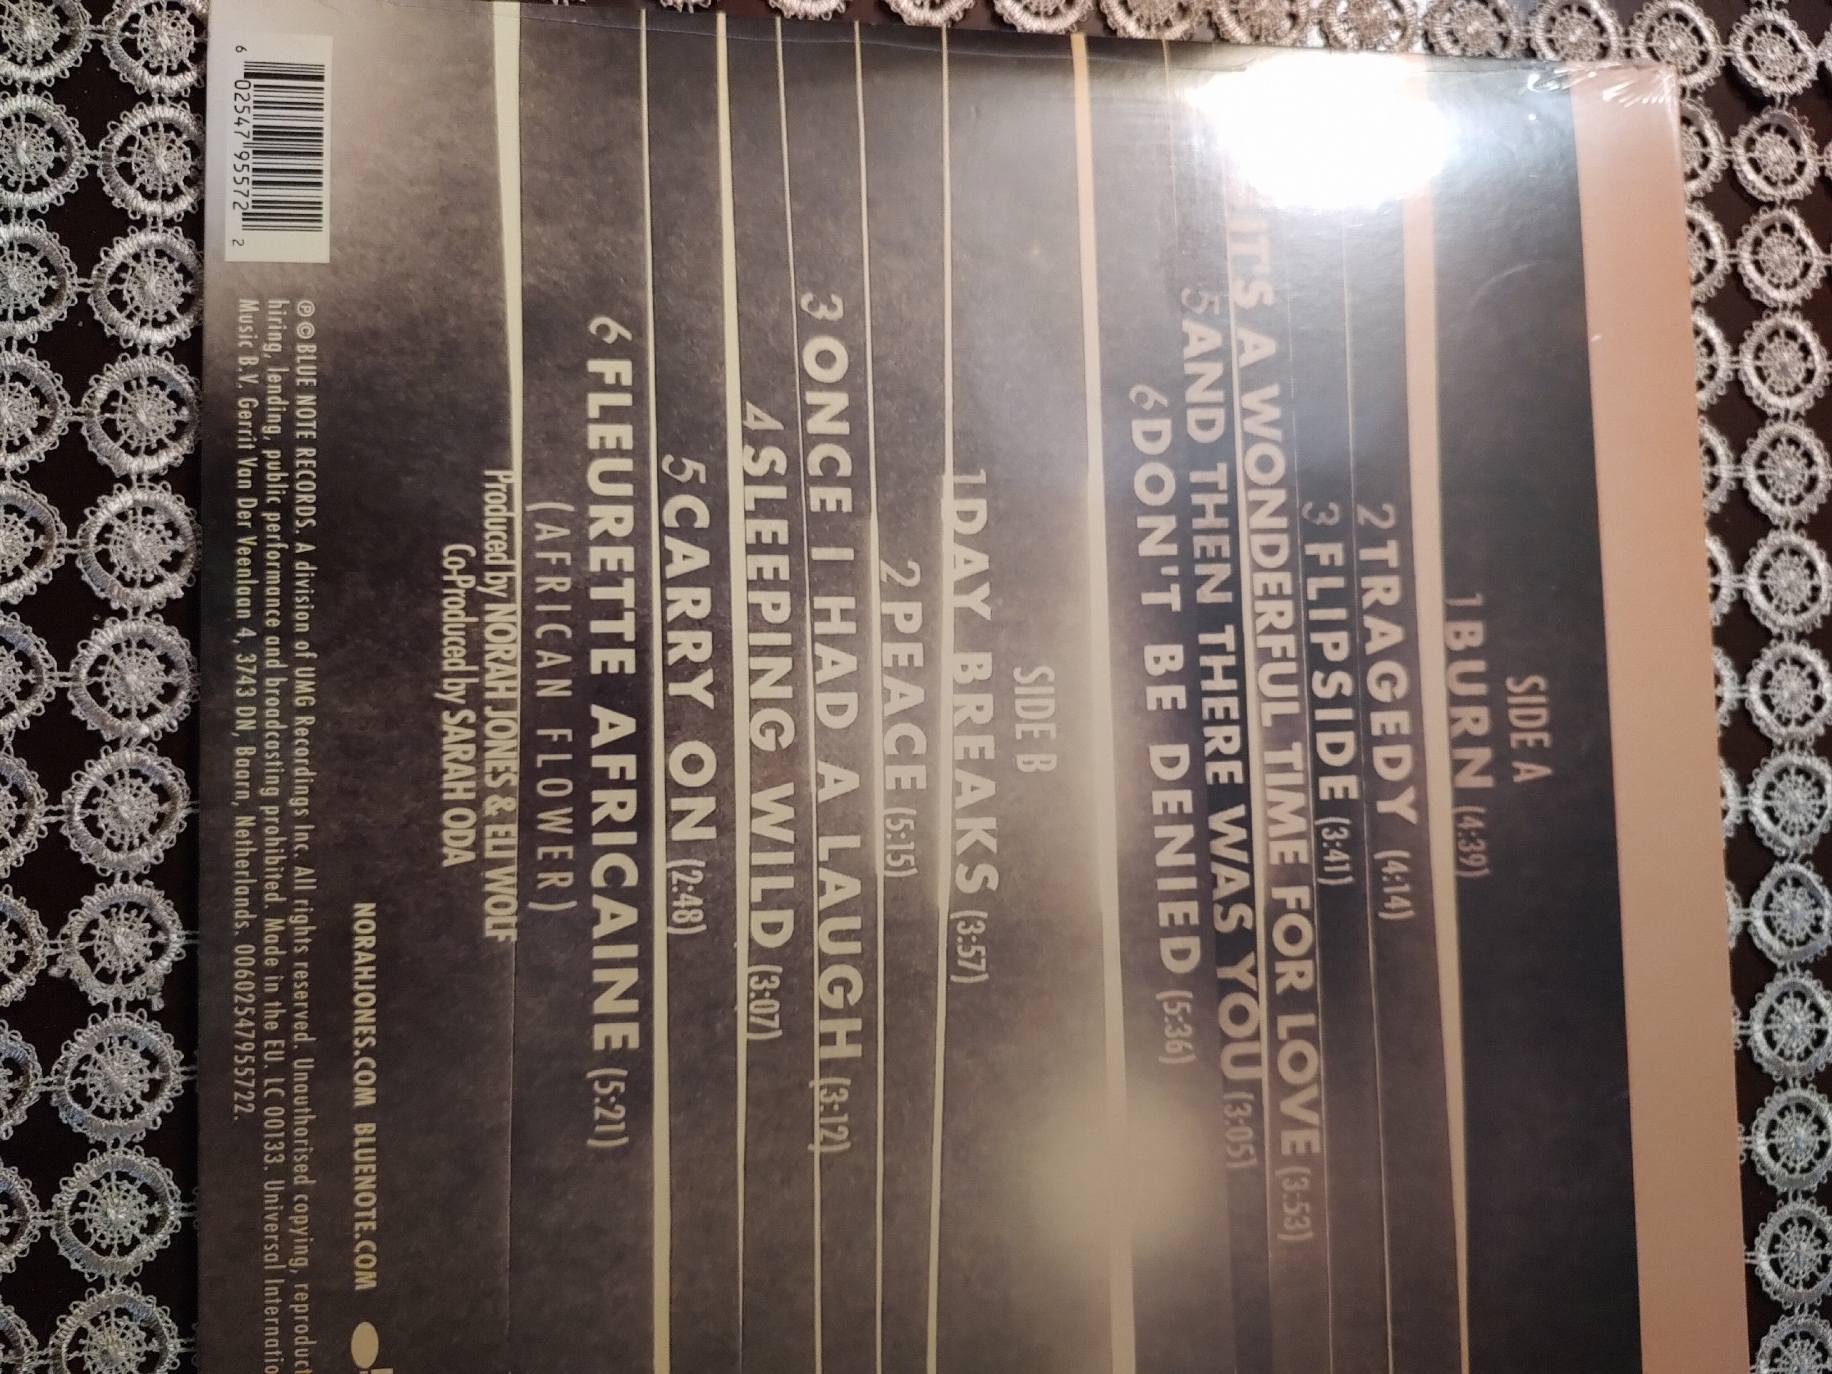 SIDE A
1 BURN (4:39)
2 TRAGEDY (4:14)
3 FLIPSIDE (3:41)
IT'S A WONDERFUL TIME FOR LOVE (3:53)
5 AND THEN THERE WAS YOU (3:05)
6 DON'T BE DENIED (5:36)
SIDE B
1 DAY BREAKS (3:57)
2 PEACE (5:15)
3 ONCE I HAD A LAUGH (3:12)
4 SLEEPING WILD (3:07)
5 CARRY ON (2:48)
6 FLEURETTE AFRICAINE (5:21)
(AFRICAN FLOWER)
Produced by NORAH JONES & ELI WOLF
Co-Produced by SARAH ODA
NORAHJONES.COM BLUENOTE.COM
℗ © BLUE NOTE RECORDS. A division of UMG Recordings Inc. All rights reserved. Unauthorised copying, reproduct
hiring, lending, public performance and broadcasting prohibited. Made in the EU. LC 00133. Universal Internatio
Music B.V. Gerrit Van Der Veenlaan 4, 3743 DN, Baarn, Netherlands. 00602547955722.
6 02547 95572 2